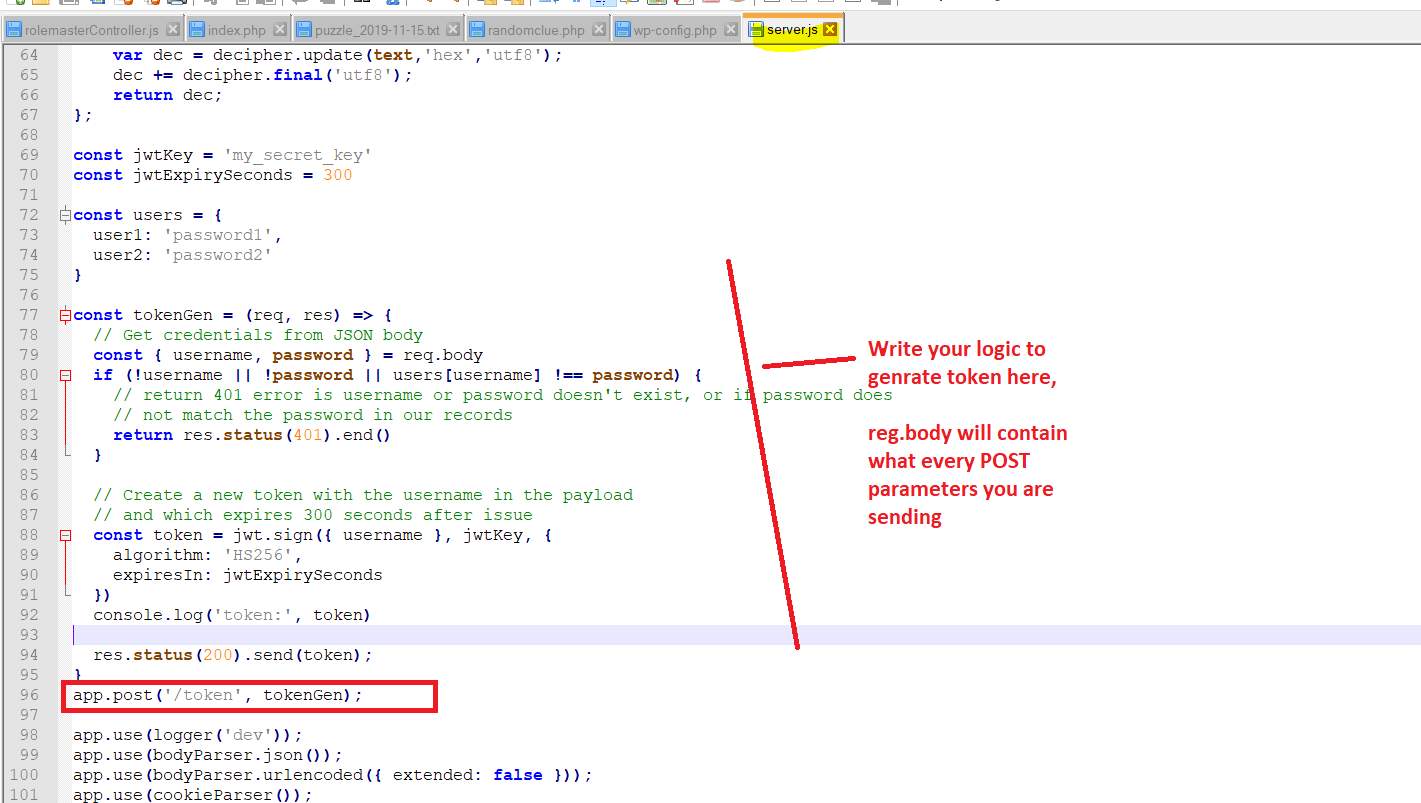 rolemasterController.js index.php puzzle_2019-11-15.txt randomclue.php wp-config.php server.js
64 var dec = decipher.update(text,'hex','utf8');
65 dec += decipher.final('utf8');
66 return dec;
67 };
68
69 const jwtKey = 'my_secret_key'
70 const jwtExpirySeconds = 300
71
72 const users = {
73 user1: 'password1',
74 user2: 'password2'
75 }
76
77 const tokenGen = (req, res) => {
78 // Get credentials from JSON body
79 const { username, password } = req.body
80 if (!username || !password || users[username] !== password) {
81 // return 401 error is username or password doesn't exist, or if password does
82 // not match the password in our records
83 return res.status(401).end()
84 }
85
86 // Create a new token with the username in the payload
87 // and which expires 300 seconds after issue
88 const token = jwt.sign({ username }, jwtKey, {
89 algorithm: 'HS256',
90 expiresIn: jwtExpirySeconds
91 })
92 console.log('token:', token)
93
94 res.status(200).send(token);
95 }
96 app.post('/token', tokenGen);
97
98 app.use(logger('dev'));
99 app.use(bodyParser.json());
100 app.use(bodyParser.urlencoded({ extended: false }));
101 app.use(cookieParser());
Write your logic to
genrate token here,
reg.body will contain
what every POST
parameters you are
sending